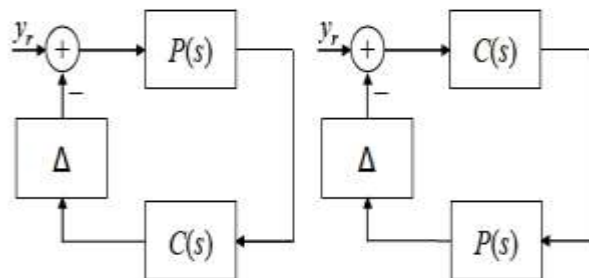 y_r + P(s) y_r + C(s)
− −
Δ Δ
C(s) P(s)